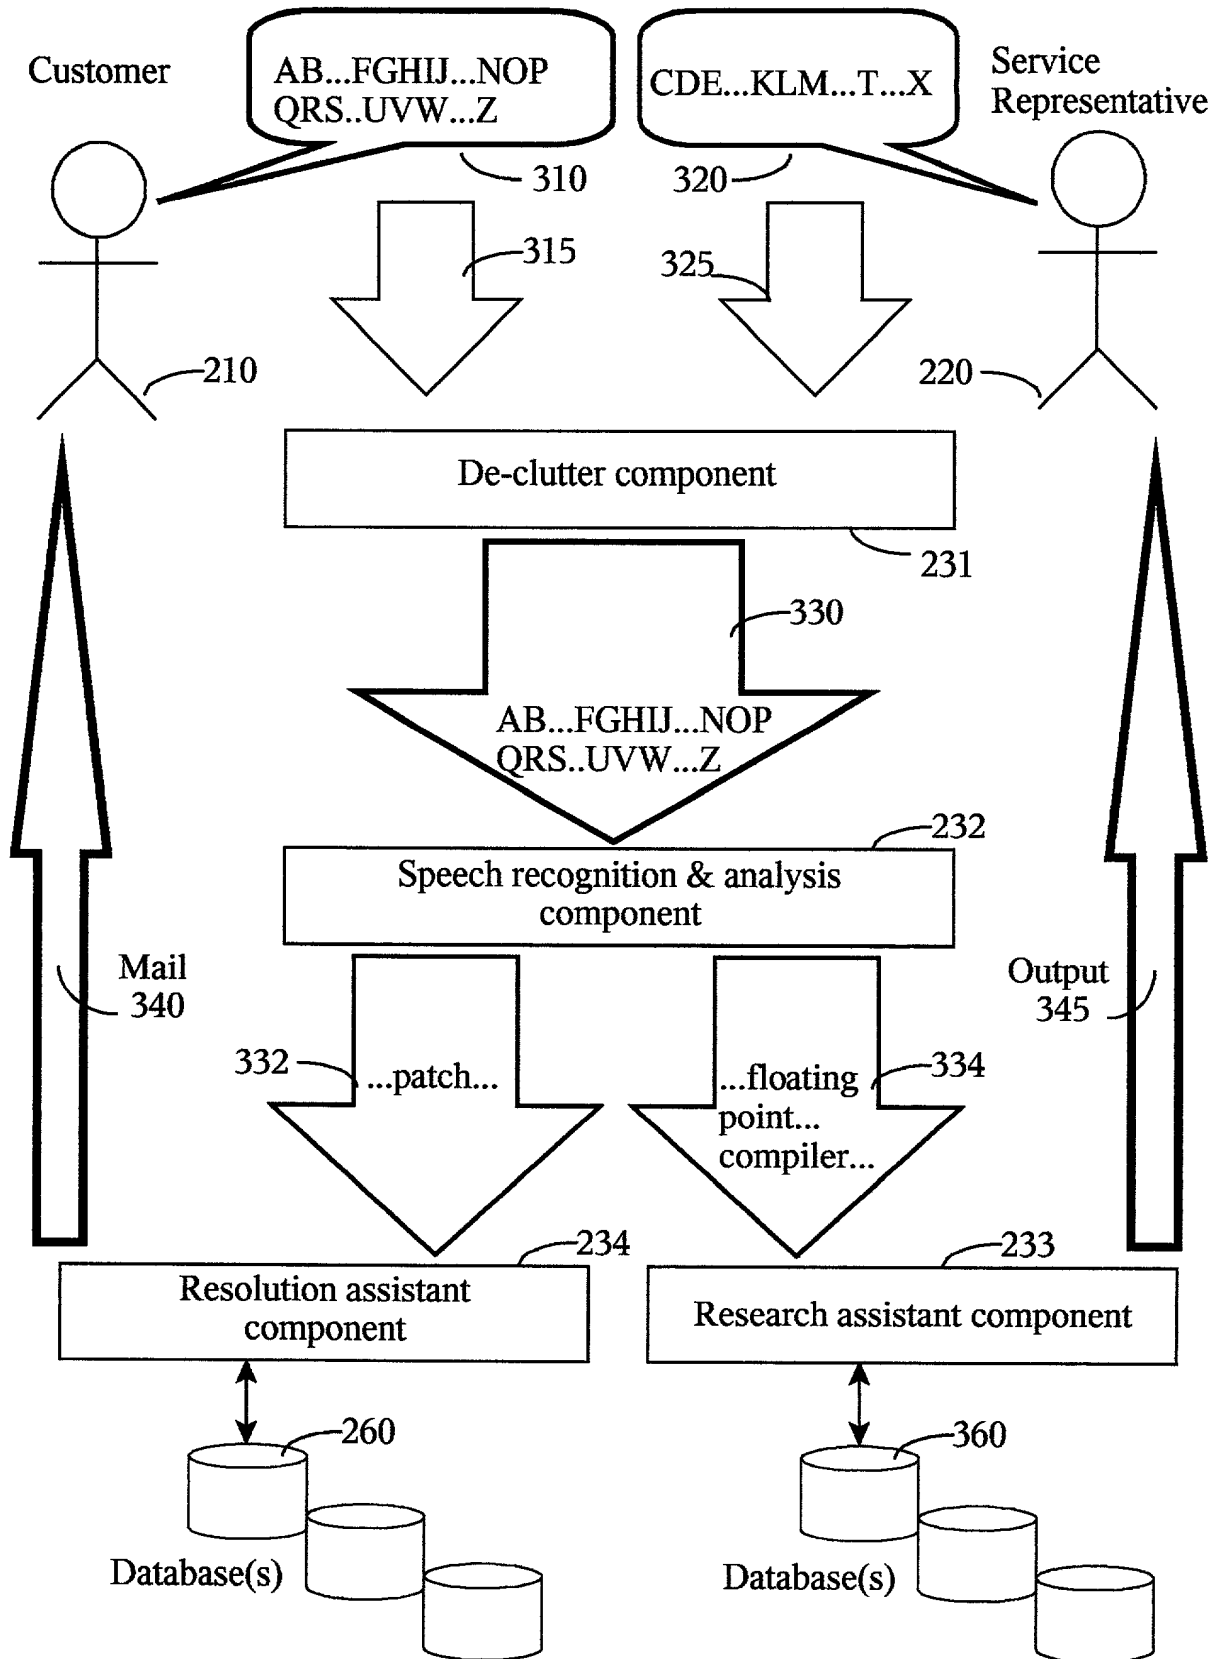 Customer
AB...FGHIJ...NOP
QRS..UVW...Z
CDE...KLM...T...X
Service
Representative
310
320
315
325
210
220
De-clutter component
231
330
AB...FGHIJ...NOP
QRS..UVW...Z
232
Speech recognition & analysis
component
Mail
340
Output
345
332
...patch...
...floating
point...
compiler...
334
234
233
Resolution assistant
component
Research assistant component
260
360
Database(s)
Database(s)